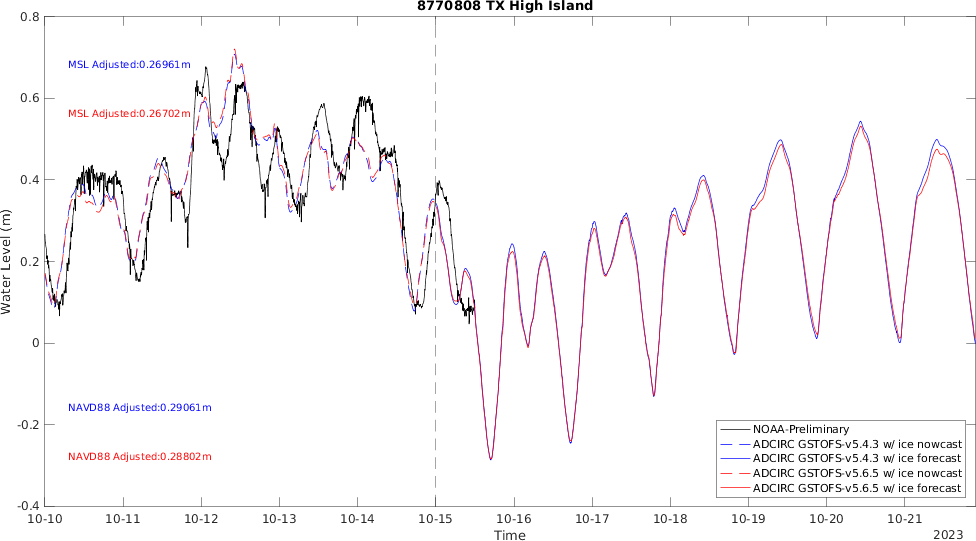 8770808 TX High Island
0.8
MSL Adjusted:0.26961m
0.6
MSL Adjusted:0.26702m
0.4
Water Level (m)
0.2
0
NAVD88 Adjusted:0.29061m
-0.2
NAVD88 Adjusted:0.28802m
-0.4
NOAA-Preliminary
ADCIRC GSTOFS-v5.4.3 w/ ice nowcast
ADCIRC GSTOFS-v5.4.3 w/ ice forecast
ADCIRC GSTOFS-v5.6.5 w/ ice nowcast
ADCIRC GSTOFS-v5.6.5 w/ ice forecast
10-10 10-11 10-12 10-13 10-14 10-15 10-16 10-17 10-18 10-19 10-20 10-21
Time
2023